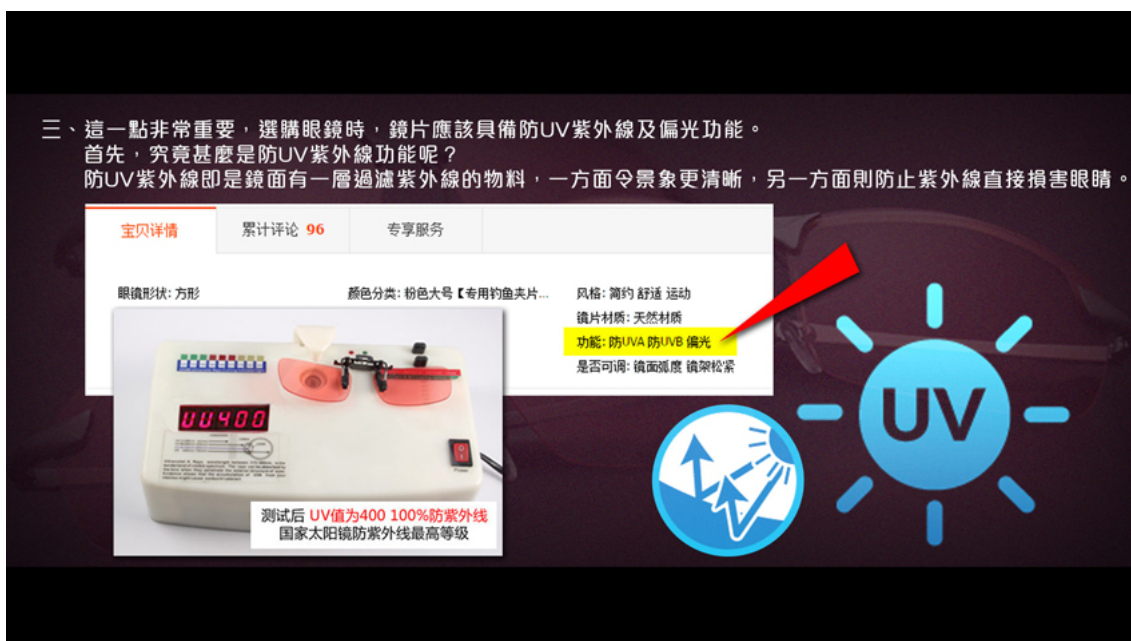 三、這一點非常重要，選購眼鏡時，鏡片應該具備防UV紫外線及偏光功能。
首先，究竟甚麼是防UV紫外線功能呢？
防UV紫外線即是鏡面有一層過濾紫外線的物料，一方面令景象更清晰，另一方面則防止紫外線直接損害眼睛。
宝贝详情 累计评论 96 专享服务
眼镜形状: 方形 颜色分类: 粉色大号【专用钓鱼夹片... 风格: 简约 舒适 运动
镜片材质: 天然材质
功能: 防UVA 防UVB 偏光
是否可调: 镜面弧度 镜架松紧
UV400
Power
测试后 UV值为400 100%防紫外线
国家太阳镜防紫外线最高等级
UV